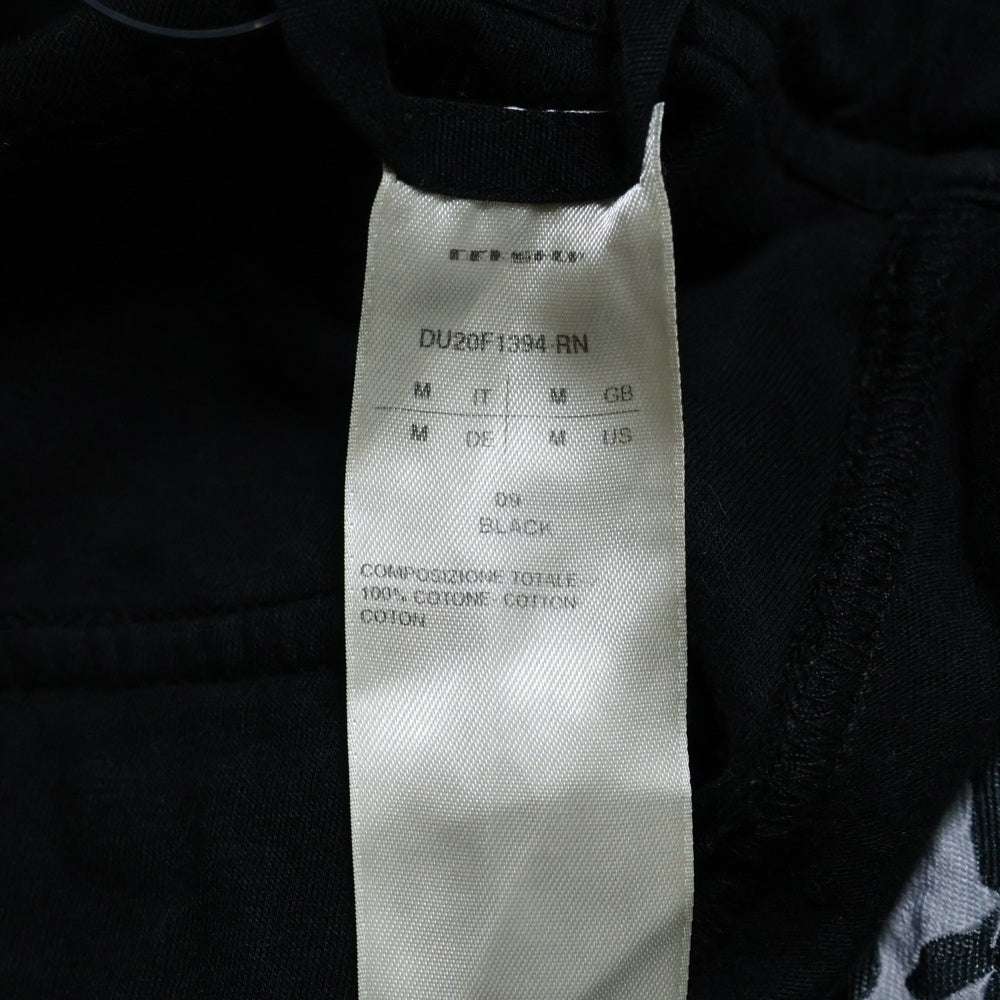 DU20F1394-RN
M IT M GB
M DE M US
09
BLACK
COMPOSIZIONE TOTALE-
100% COTONE- COTTON-
COTON